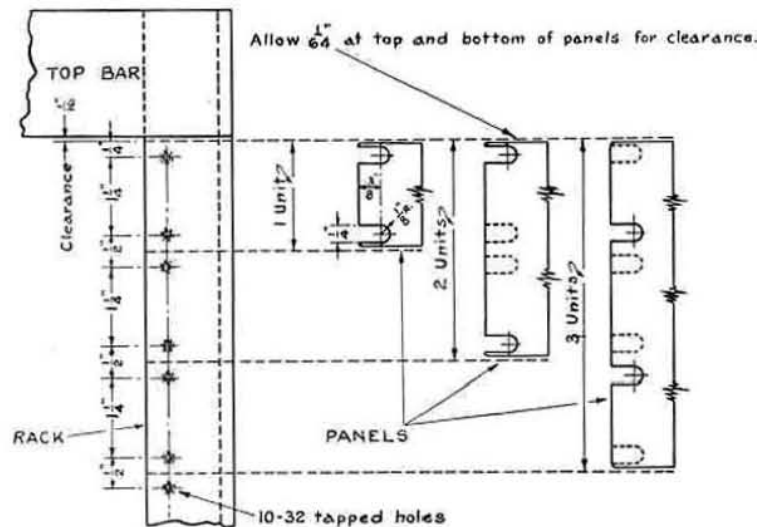 Allow 1/64" at top and bottom of panels for clearance.
TOP BAR
1/16"
Clearance
1/4"
1 1/4"
1/2"
1 1/4"
1/2"
1 1/4"
1/2"
1 Unit
1/4"
1/8" R.
2 Units
3 Units
RACK
PANELS
10-32 tapped holes